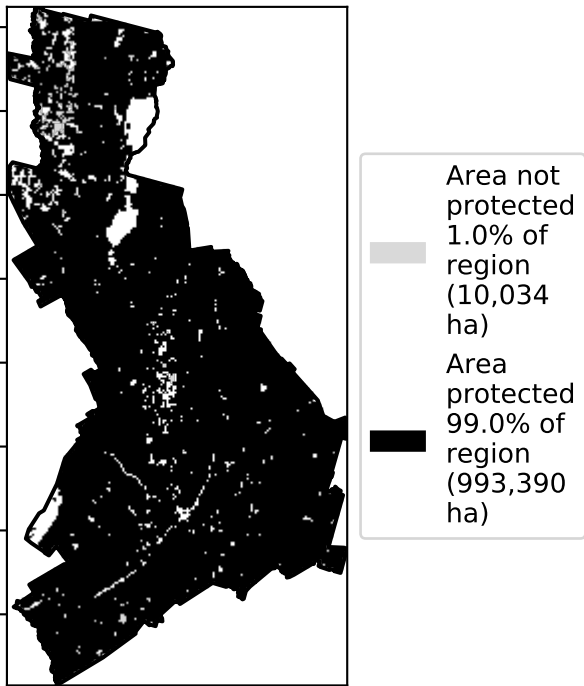 Area not
protected
1.0% of
region
(10,034
ha)
Area
protected
99.0% of
region
(993,390
ha)